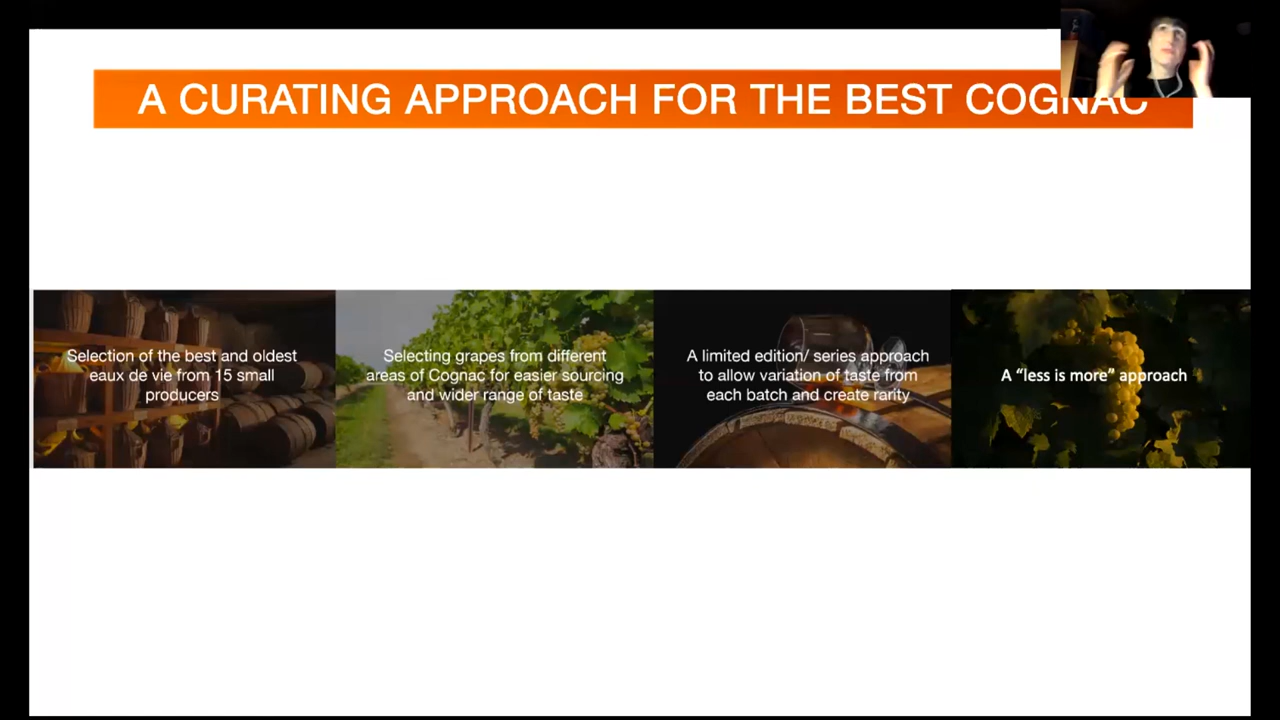 A CURATING APPROACH FOR THE BEST COGNAC
Selection of the best and oldest
eaux de vie from 15 small
producers
Selecting grapes from different
areas of Cognac for easier sourcing
and wider range of taste
A limited edition/ series approach
to allow variation of taste from
each batch and create rarity
A “less is more” approach